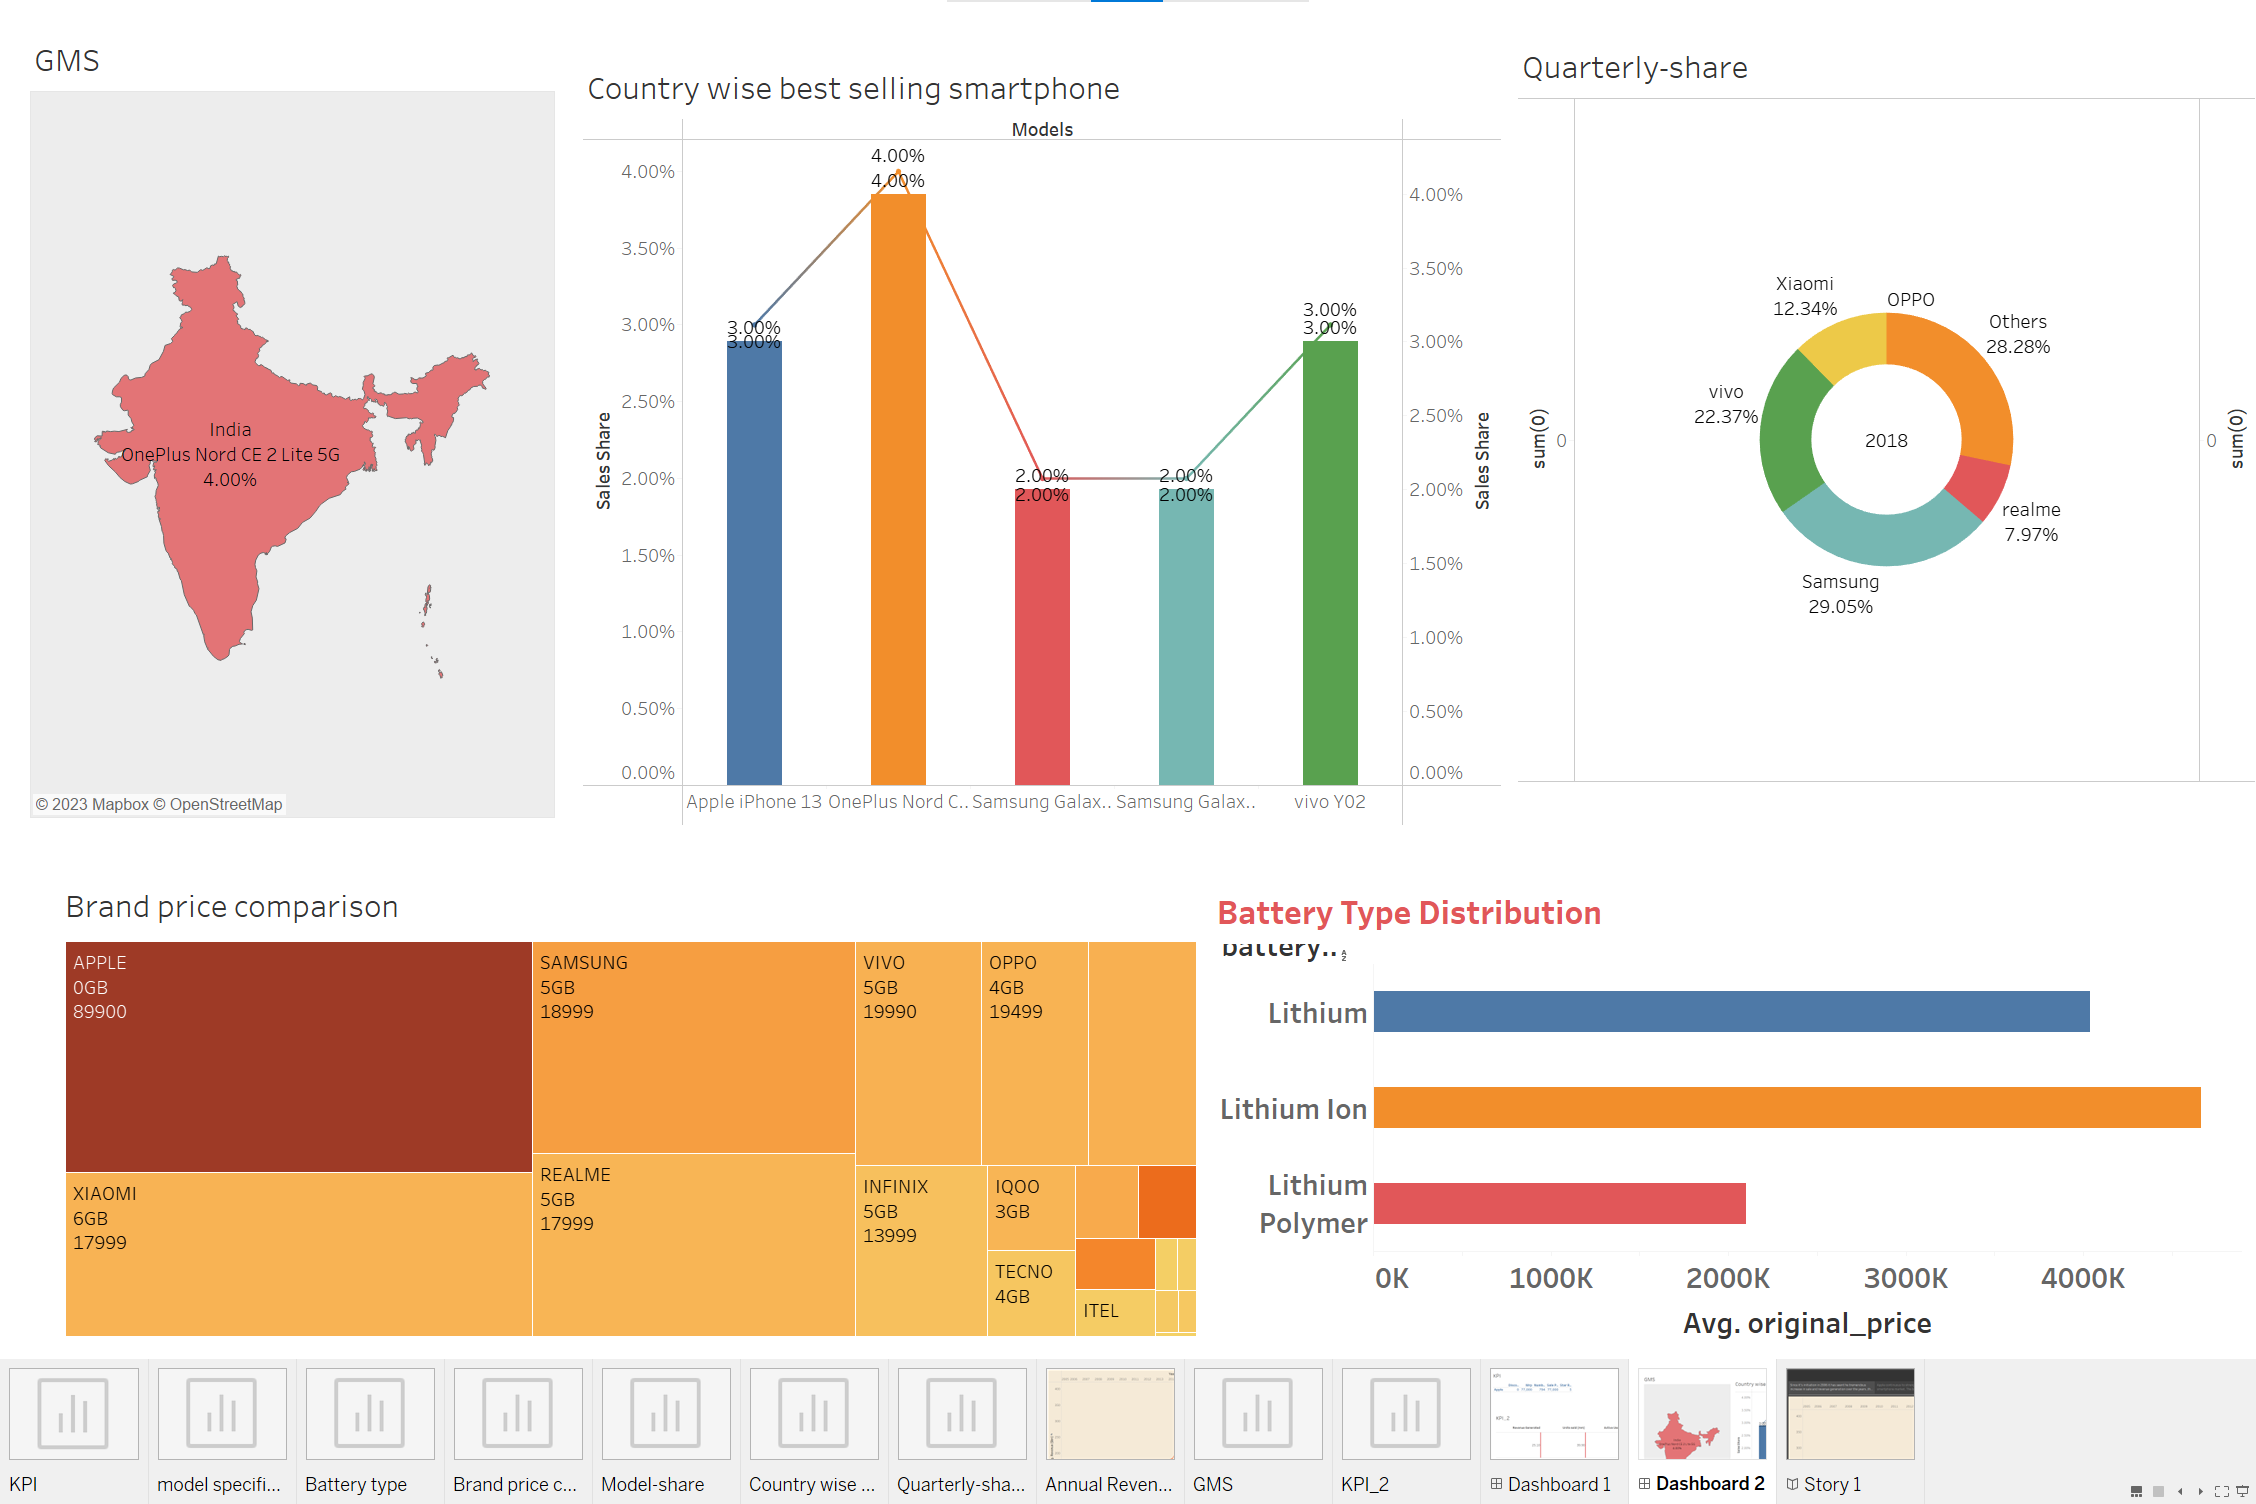 GMS
India
OnePlus Nord CE 2 Lite 5G
4.00%
© 2023 Mapbox © OpenStreetMap
Country wise best selling smartphone
Models
4.00%
3.50%
3.00%
2.50%
2.00%
1.50%
1.00%
0.50%
0.00%
Sales Share
3.00%
3.00%
4.00%
4.00%
2.00%
2.00%
2.00%
2.00%
3.00%
3.00%
4.00%
3.50%
3.00%
2.50%
2.00%
1.50%
1.00%
0.50%
0.00%
Sales Share
Apple iPhone 13 OnePlus Nord C.. Samsung Galax.. Samsung Galax.. vivo Y02
Quarterly-share
sum(0)
0
Xiaomi
12.34%
OPPO
Others
28.28%
vivo
22.37%
2018
realme
7.97%
Samsung
29.05%
0
sum(0)
Brand price comparison
APPLE
0GB
89900
XIAOMI
6GB
17999
SAMSUNG
5GB
18999
REALME
5GB
17999
VIVO
5GB
19990
OPPO
4GB
19499
INFINIX
5GB
13999
IQOO
3GB
TECNO
4GB
ITEL
Battery Type Distribution
battery..
Lithium
Lithium Ion
Lithium
Polymer
0K 1000K 2000K 3000K 4000K
Avg. original_price
KPI
model specifi...
Battery type
Brand price c...
Model-share
Country wise ...
Quarterly-sha...
Annual Reven...
GMS
KPI_2
Dashboard 1
Dashboard 2
Story 1